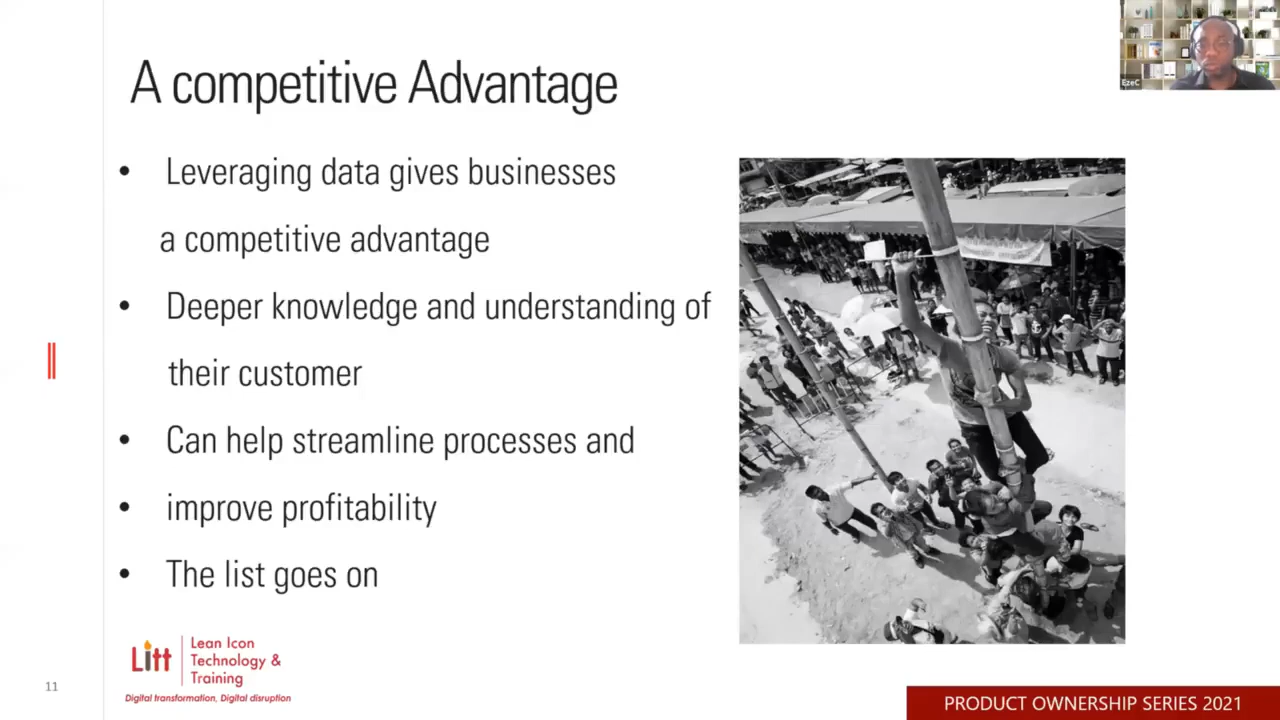 A competitive Advantage
• Leveraging data gives businesses
a competitive advantage
• Deeper knowledge and understanding of
their customer
• Can help streamline processes and
• improve profitability
• The list goes on
EzeC
Litt
Lean Icon
Technology &
Training
Digital transformation, Digital disruption
11
PRODUCT OWNERSHIP SERIES 2021